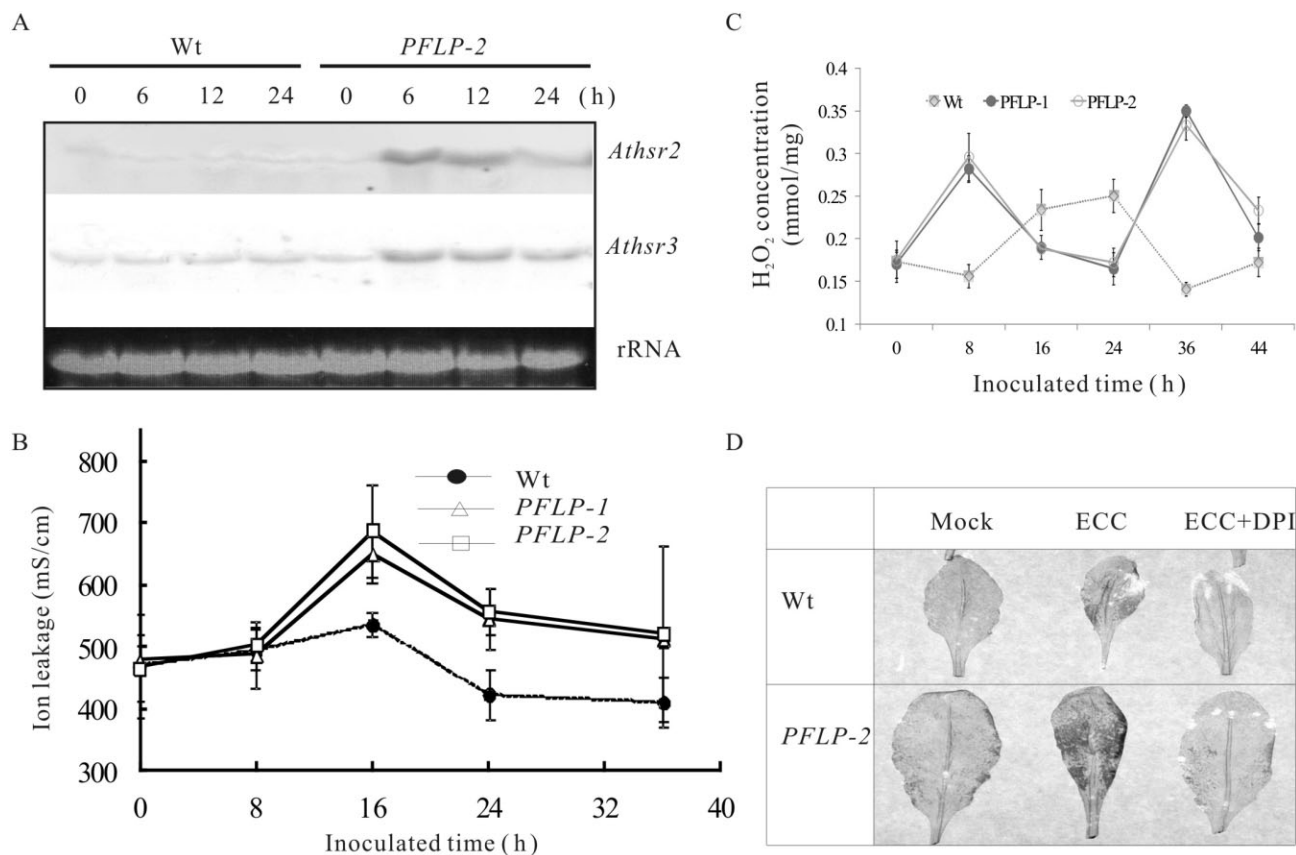 A
Wt PFLP-2
0 6 12 24 0 6 12 24 (h)
Athsr2
Athsr3
rRNA
B
800
700
600
500
400
300
0 8 16 24 32 40
Ion leakage (mS/cm)
Inoculated time (h)
Wt
PFLP-1
PFLP-2
C
0.4
0.35
0.3
0.25
0.2
0.15
0.1
0 8 16 24 36 44
H₂O₂ concentration
(mmol/mg)
Inoculated time (h)
Wt PFLP-1 PFLP-2
D
Mock ECC ECC+DPI
Wt
PFLP-2